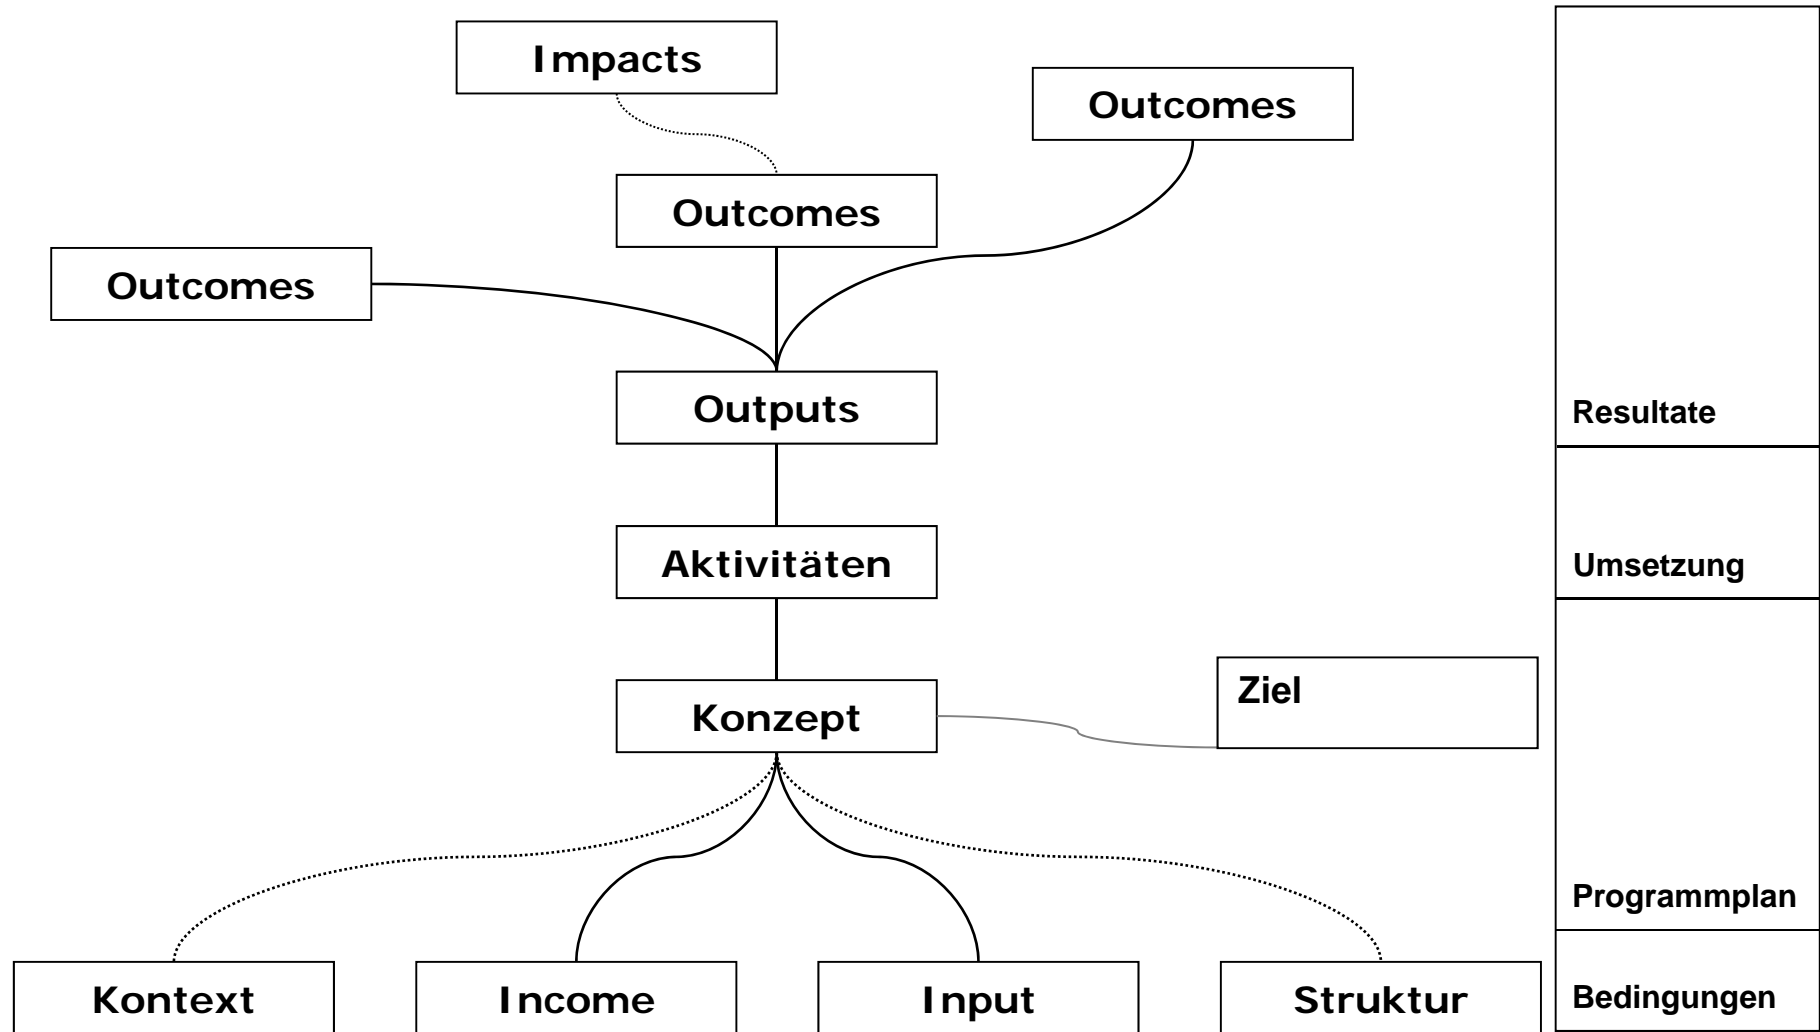 Impacts
Outcomes
Outcomes
Outcomes
Outputs
Resultate
Aktivitäten
Umsetzung
Ziel
Konzept
Programmplan
Kontext
Income
Input
Struktur
Bedingungen